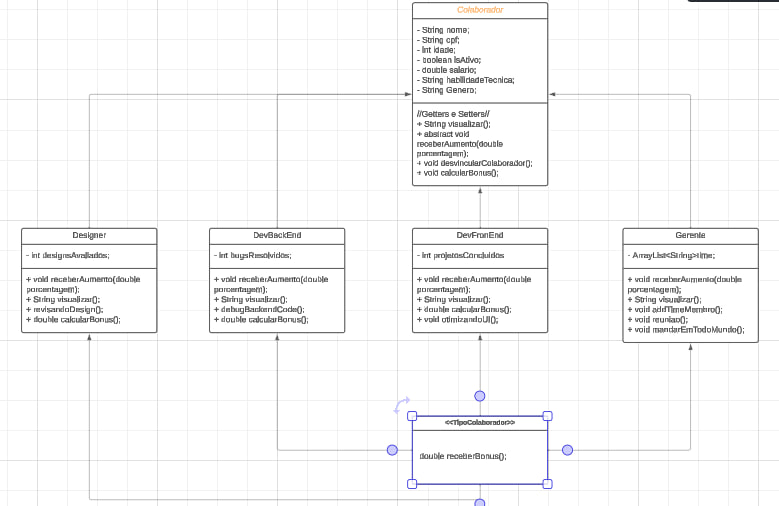 Colaborador
- String nome;
- String cpf;
- int idade;
- boolean isAtivo;
- double salario;
- String habilidadeTecnica;
- String Genero;
//Getters e Setters//
+ String visualizar();
+ abstract void
receberAumento(double
porcentagem);
+ void desvincularColaborador();
+ void calcularBonus();
Designer
- int designsAvaliados;
+ void receberAumento(double
porcentagem);
+ String visualizar();
+ revisandoDesign();
+ double calcularBonus();
DevBackEnd
- int bugsResolvidos;
+ void receberAumento(double
porcentagem);
+ String visualizar();
+ debugBackendCode();
+ double calcularBonus();
DevFronEnd
- int projetosConcluidos
+ void receberAumento(double
porcentagem);
+ String visualizar();
+ double calcularBonus();
+ void otimizandoUI();
Gerente
- ArrayList<String>time;
+ void receberAumento(double
porcentagem);
+ String visualizar();
+ void addTimeMembro();
+ void reuniao();
+ void mandarEmTodoMundo();
<<TipoColaborador>>
double receberBonus();